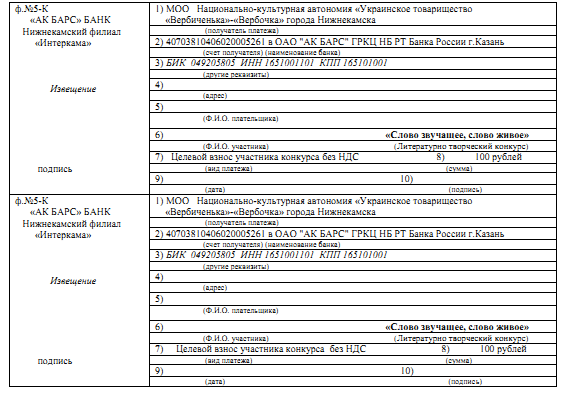 ф.№5-К
«АК БАРС» БАНК
Нижнекамский филиал
«Интеркама»
Извещение
подпись
1) МОО Национально-культурная автономия «Украинское товарищество
«Вербиченька»-«Вербочка» города Нижнекамска
(получатель платежа)
2) 40703810406020005261 в ОАО "АК БАРС" ГРКЦ НБ РТ Банка России г.Казань
(счет получателя) (наименование банка)
3) БИК 049205805 ИНН 1651001101 КПП 165101001
(другие реквизиты)
4)
(адрес)
5)
(Ф.И.О. плательщика)
6) «Слово звучащее, слово живое»
(Ф.И.О. участника) (Литературно творческий конкурс)
7) Целевой взнос участника конкурса без НДС 8) 100 рублей
(вид платежа) (сумма)
9) 10)
(дата) (подпись)
ф.№5-К
«АК БАРС» БАНК
Нижнекамский филиал
«Интеркама»
Извещение
подпись
1) МОО Национально-культурная автономия «Украинское товарищество
«Вербиченька»-«Вербочка» города Нижнекамска
(получатель платежа)
2) 40703810406020005261 в ОАО "АК БАРС" ГРКЦ НБ РТ Банка России г.Казань
(счет получателя) (наименование банка)
3) БИК 049205805 ИНН 1651001101 КПП 165101001
(другие реквизиты)
4)
(адрес)
5)
(Ф.И.О. плательщика)
6) «Слово звучащее, слово живое»
(Ф.И.О. участника) (Литературно творческий конкурс)
7) Целевой взнос участника конкурса без НДС 8) 100 рублей
(вид платежа) (сумма)
9) 10)
(дата) (подпись)